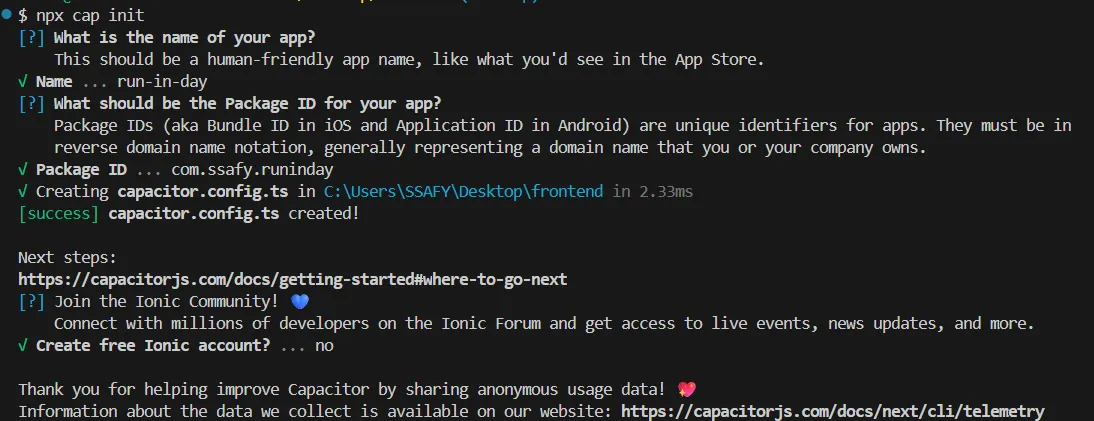 $ npx cap init
[?] What is the name of your app?
This should be a human-friendly app name, like what you'd see in the App Store.
√ Name ... run-in-day
[?] What should be the Package ID for your app?
Package IDs (aka Bundle ID in iOS and Application ID in Android) are unique identifiers for apps. They must be in
reverse domain name notation, generally representing a domain name that you or your company owns.
√ Package ID ... com.ssafy.runinday
√ Creating capacitor.config.ts in C:\Users\SSAFY\Desktop\frontend in 2.33ms
[success] capacitor.config.ts created!
Next steps:
https://capacitorjs.com/docs/getting-started#where-to-go-next
[?] Join the Ionic Community! 💙
Connect with millions of developers on the Ionic Forum and get access to live events, news updates, and more.
√ Create free Ionic account? ... no
Thank you for helping improve Capacitor by sharing anonymous usage data! 💖
Information about the data we collect is available on our website: https://capacitorjs.com/docs/next/cli/telemetry